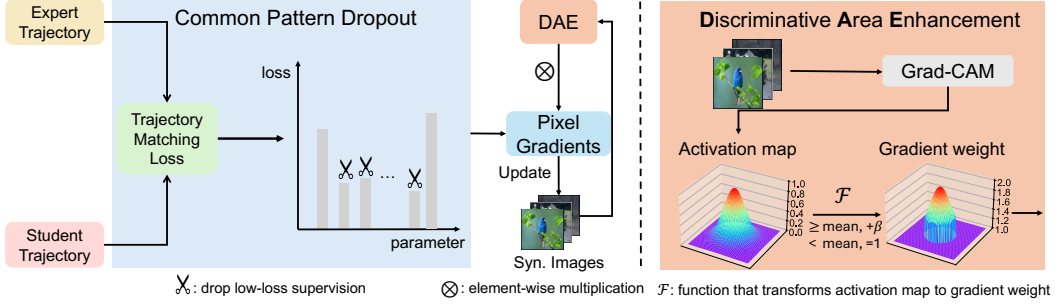 Expert
Trajectory
Student
Trajectory
Common Pattern Dropout
Trajectory
Matching
Loss
loss
...
parameter
DAE
Pixel
Gradients
Update
Syn. Images
Discriminative Area Enhancement
Grad-CAM
Activation map
1.0
0.8
0.6
0.4
0.2
0.0
ℱ
≥ mean, +β
< mean, =1
Gradient weight
2.0
1.8
1.6
1.4
1.2
1.0
: drop low-loss supervision
: element-wise multiplication
ℱ: function that transforms activation map to gradient weight